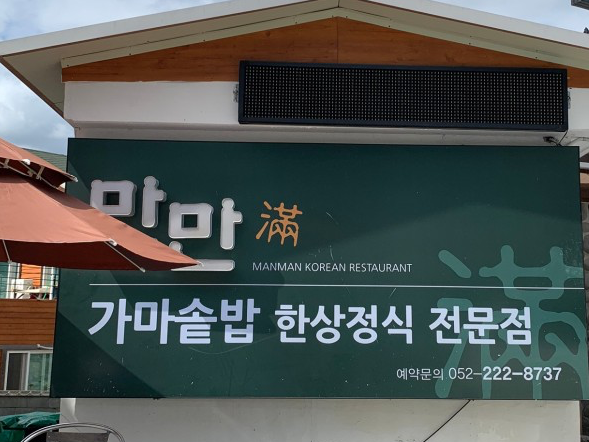 만만 滿
MANMAN KOREAN RESTAURANT
가마솥밥 한상정식 전문점
예약문의 052-222-8737
滿